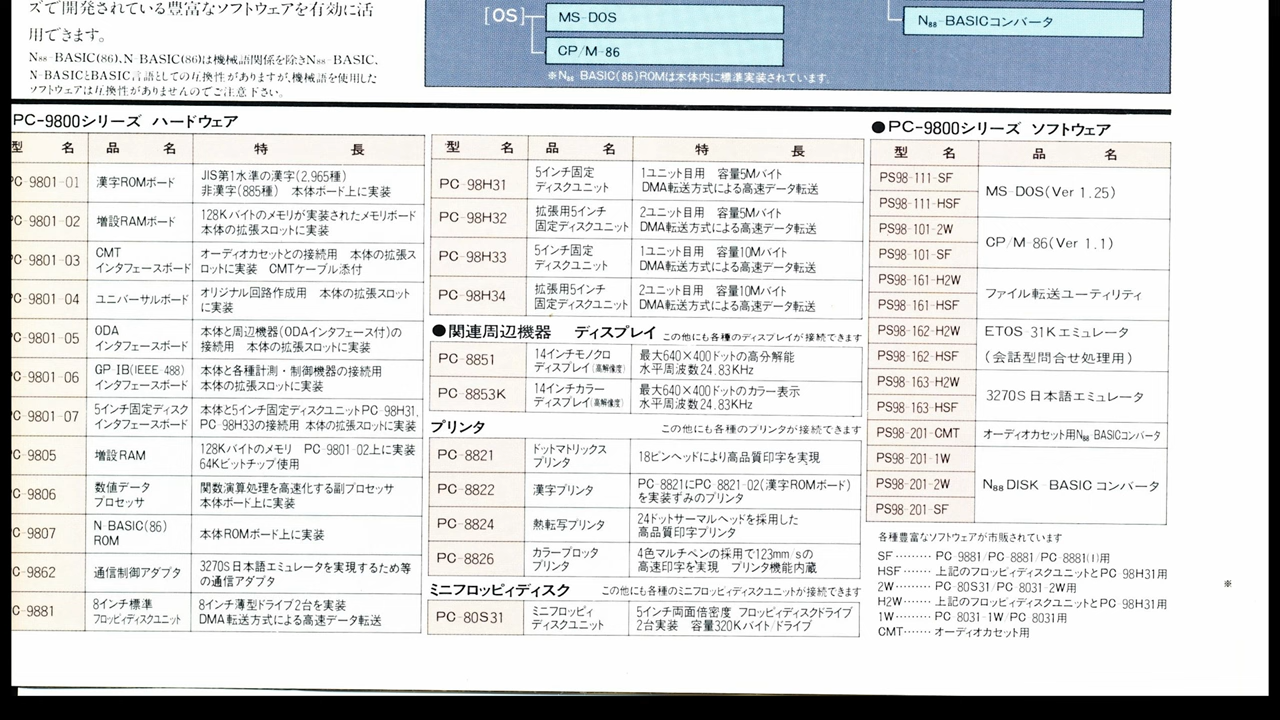 ズで開発されている豊富なソフトウェアを有効に活
用できます。
N₈₈-BASIC(86)、N-BASIC(86)は機械語関係を除きN₈₈-BASIC、
N-BASICとBASIC言語としての互換性がありますが、機械語を使用した
ソフトウェアは互換性がありませんのでご注意下さい。
[OS]
MS-DOS
CP/M-86
N₈₈-BASICコンバータ
※N₈₈ BASIC(86)ROMは本体内に標準実装されています。
PC-9800シリーズ ハードウェア
型 名 品 名 特 長
PC-9801-01 漢字ROMボード JIS第1水準の漢字(2,965種)
非漢字(885種) 本体ボード上に実装
PC-9801-02 増設RAMボード 128Kバイトのメモリが実装されたメモリボード
本体の拡張スロットに実装
PC-9801-03 CMT
インタフェースボード オーディオカセットとの接続用 本体の拡張ス
ロットに実装 CMTケーブル添付
PC-9801-04 ユニバーサルボード オリジナル回路作成用 本体の拡張スロット
に実装
PC-9801-05 ODA
インタフェースボード 本体と周辺機器(ODAインタフェース付)の
接続用 本体の拡張スロットに実装
PC-9801-06 GP-IB(IEEE-488)
インタフェースボード 本体と各種計測・制御機器の接続用
本体の拡張スロットに実装
PC-9801-07 5インチ固定ディスク
インタフェースボード 本体と5インチ固定ディスクユニットPC-98H31,
PC-98H33の接続用 本体の拡張スロットに実装
PC-9805 増設RAM 128Kバイトのメモリ PC-9801-02上に実装
64Kビットチップ使用
PC-9806 数値データ
プロセッサ 関数演算処理を高速化する副プロセッサ
本体ボード上に実装
PC-9807 N-BASIC(86)
ROM 本体ROMボード上に実装
PC-9862 通信制御アダプタ 3270S日本語エミュレータを実現するため等
の通信アダプタ
PC-9881 8インチ標準
フロッピィディスクユニット 8インチ薄型ドライブ2台を実装
DMA転送方式による高速データ転送
型 名 品 名 特 長
PC-98H31 5インチ固定
ディスクユニット 1ユニット目用 容量5Mバイト
DMA転送方式による高速データ転送
PC-98H32 拡張用5インチ
固定ディスクユニット 2ユニット目用 容量5Mバイト
DMA転送方式による高速データ転送
PC-98H33 5インチ固定
ディスクユニット 1ユニット目用 容量10Mバイト
DMA転送方式による高速データ転送
PC-98H34 拡張用5インチ
固定ディスクユニット 2ユニット目用 容量10Mバイト
DMA転送方式による高速データ転送
●関連周辺機器 ディスプレイ この他にも各種のディスプレイが接続できます
PC-8851 14インチモノクロ
ディスプレイ(高解像度) 最大640×400ドットの高分解能
水平周波数24.83KHz
PC-8853K 14インチカラー
ディスプレイ(高解像度) 最大640×400ドットのカラー表示
水平周波数24.83KHz
プリンタ この他にも各種のプリンタが接続できます
PC-8821 ドットマトリックス
プリンタ 18ピンヘッドにより高品質印字を実現
PC-8822 漢字プリンタ PC-8821にPC-8821-02(漢字ROMボード)
を実装ずみのプリンタ
PC-8824 熱転写プリンタ 24ドットサーマルヘッドを採用した
高品質印字プリンタ
PC-8826 カラープロッタ
プリンタ 4色マルチペンの採用で123mm/sの
高速印字を実現 プリンタ機能内蔵
ミニフロッピィディスク この他にも各種のミニフロッピィディスクユニットが接続できます
PC-80S31 ミニフロッピィ
ディスクユニット 5インチ両面倍密度 フロッピィディスクドライブ
2台実装 容量320Kバイト/ドライブ
●PC-9800シリーズ ソフトウェア
型 名 品 名
PS98-111-SF
PS98-111-HSF
MS-DOS(Ver 1.25)
PS98-101-2W
PS98-101-SF
CP/M-86(Ver 1.1)
PS98-161-H2W
PS98-161-HSF
ファイル転送ユーティリティ
PS98-162-H2W
PS98-162-HSF
ETOS-31Kエミュレータ
(会話型問合せ処理用)
PS98-163-H2W
PS98-163-HSF
3270S日本語エミュレータ
PS98-201-CMT オーディオカセット用N₈₈ BASICコンバータ
PS98-201-1W
PS98-201-2W
PS98-201-SF
N₈₈DISK-BASICコンバータ
各種豊富なソフトウェアが市販されています
SF……… PC-9881/PC-8881/PC-8881(I)用
HSF…… 上記のフロッピィディスクユニットとPC-98H31用
2W……… PC-80S31/PC-8031-2W用
H2W…… 上記のフロッピィディスクユニットとPC-98H31用
1W……… PC-8031-1W/PC-8031用
CMT…… オーディオカセット用
※